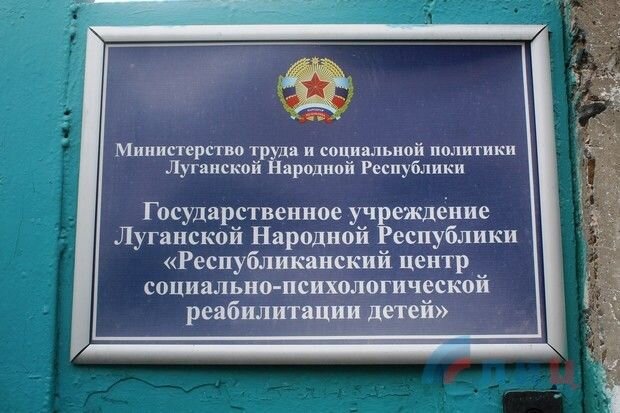 Министерство труда и социальной политики
Луганской Народной Республики
Государственное учреждение
Луганской Народной Республики
«Республиканский центр
социально-психологической
реабилитации детей»